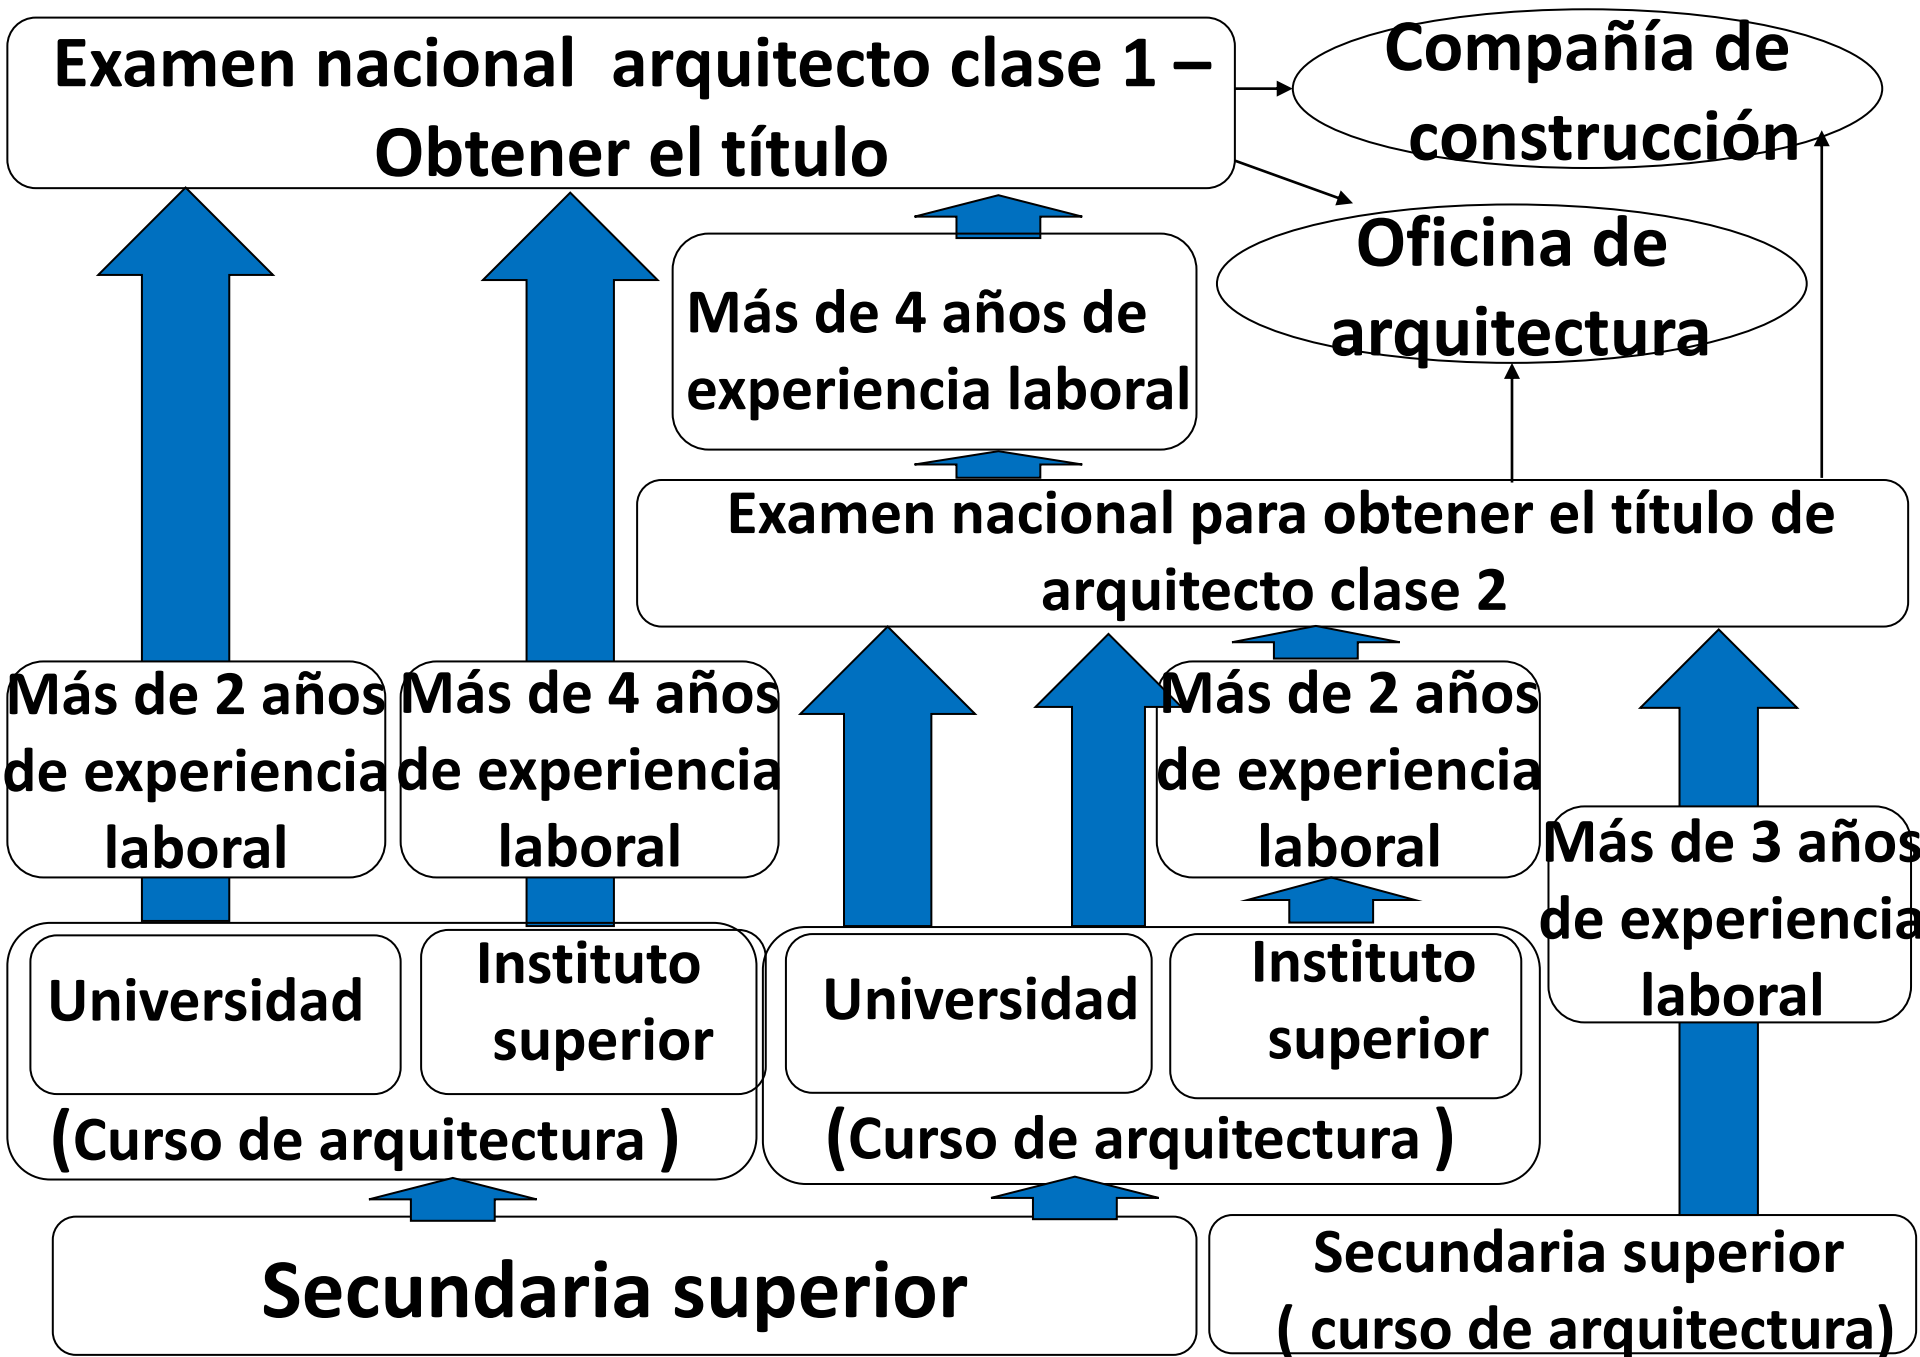 Examen nacional  arquitecto clase 1 –
Obtener el título
Compañía de
construcción
Oficina de
arquitectura
Más de 4 años de
experiencia laboral
Examen nacional para obtener el título de
arquitecto clase 2
Más de 2 años
de experiencia
laboral
Más de 4 años
de experiencia
laboral
Más de 2 años
de experiencia
laboral
Más de 3 años
de experiencia
laboral
Universidad
Instituto
superior
(Curso de arquitectura )
Universidad
Instituto
superior
(Curso de arquitectura )
Secundaria superior
Secundaria superior
( curso de arquitectura)